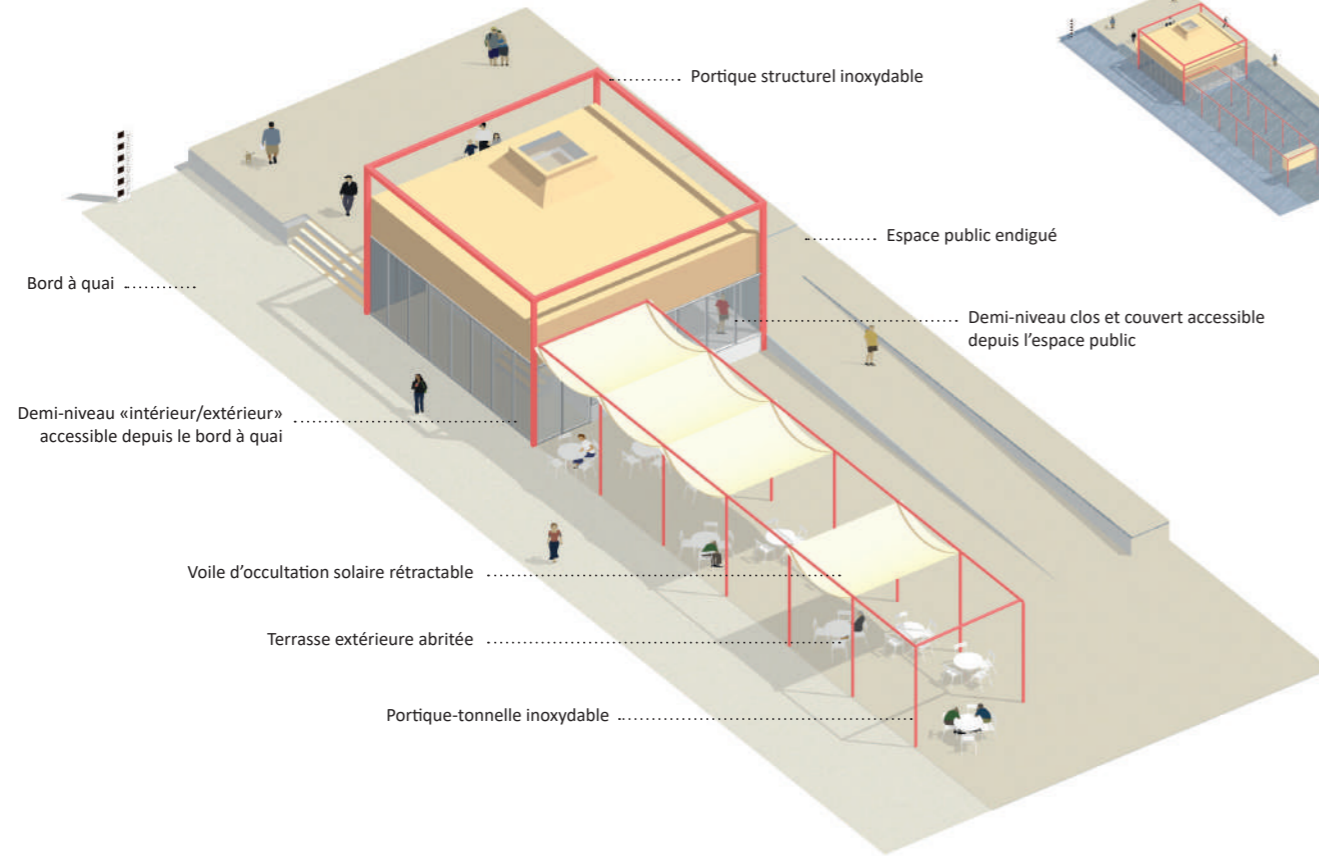 Portique structurel inoxydable
Espace public endigué
Bord à quai
Demi-niveau clos et couvert accessible
depuis l’espace public
Demi-niveau «intérieur/extérieur»
accessible depuis le bord à quai
Voile d’occultation solaire rétractable
Terrasse extérieure abritée
Portique-tonnelle inoxydable